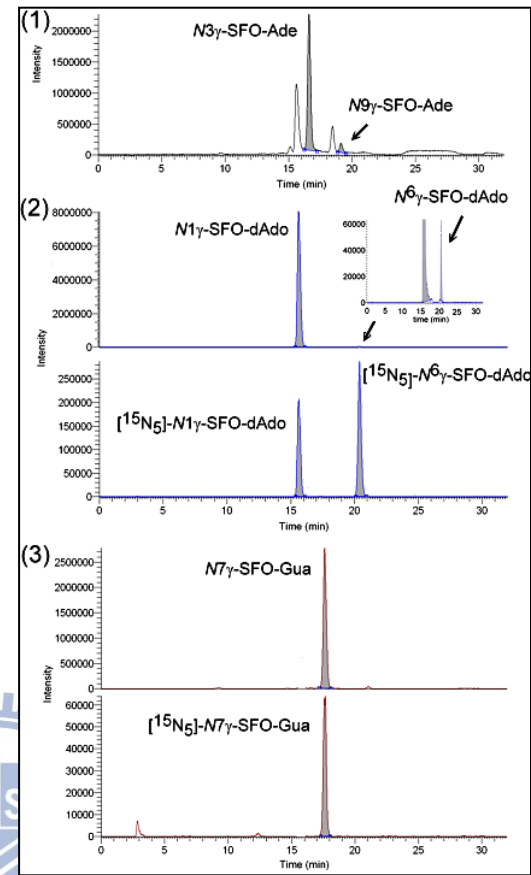 (1)
N3γ-SFO-Ade
N9γ-SFO-Ade
Intensity
2000000
1500000
1000000
500000
0
0 5 10 15 20 25 30
Time (min)
(2)
N1γ-SFO-dAdo
N6γ-SFO-dAdo
Intensity
8000000
6000000
4000000
2000000
0
60000
40000
20000
0
0 5 10 15 20 25 30
time (min)
[15N5]-N1γ-SFO-dAdo
[15N5]-N6γ-SFO-dAdo
250000
200000
150000
100000
50000
0
0 5 10 15 20 25 30
Time (min)
(3)
N7γ-SFO-Gua
Intensity
2500000
2000000
1500000
1000000
500000
0
[15N5]-N7γ-SFO-Gua
60000
50000
40000
30000
20000
10000
0
0 5 10 15 20 25 30
Time (min)
S